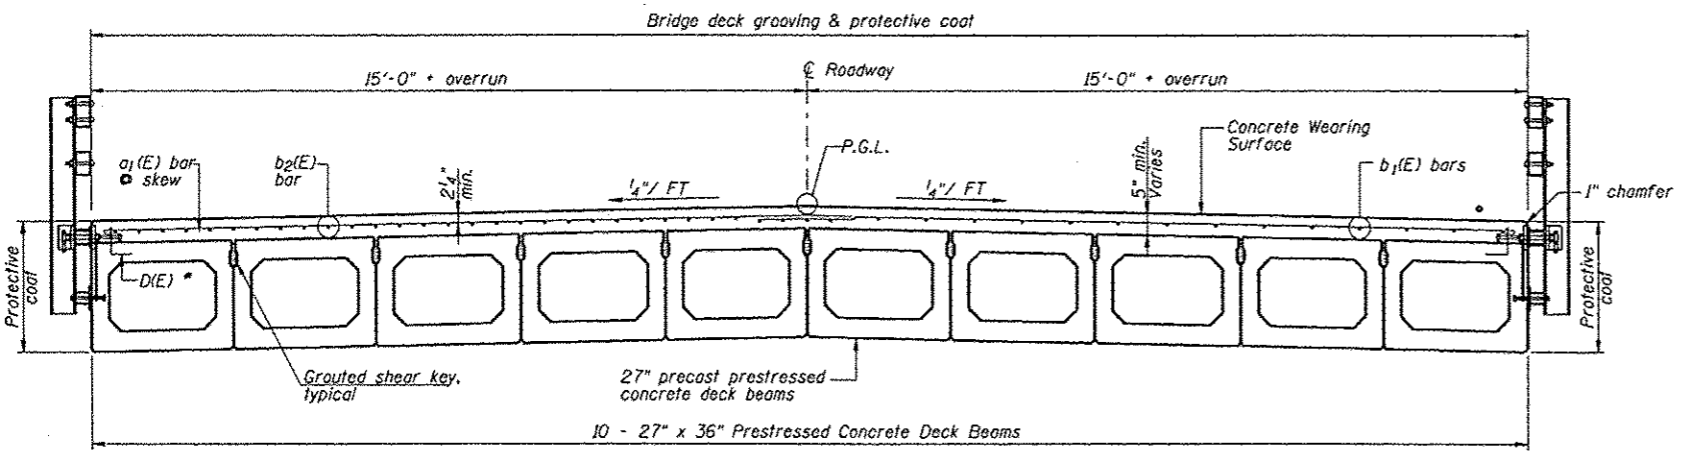 Bridge deck grooving & protective coat
15'-0" + overrun
℄ Roadway
15'-0" + overrun
a1(E) bar
@ skew
b2(E)
bar
2¼"
min.
¼"/ FT
P.G.L.
¼"/ FT
5" min.
Varies
Concrete Wearing
Surface
b1(E) bars
1" chamfer
Protective
coat
D(E) *
Protective
coat
Grouted shear key,
typical
27" precast prestressed
concrete deck beams
10 - 27" x 36" Prestressed Concrete Deck Beams